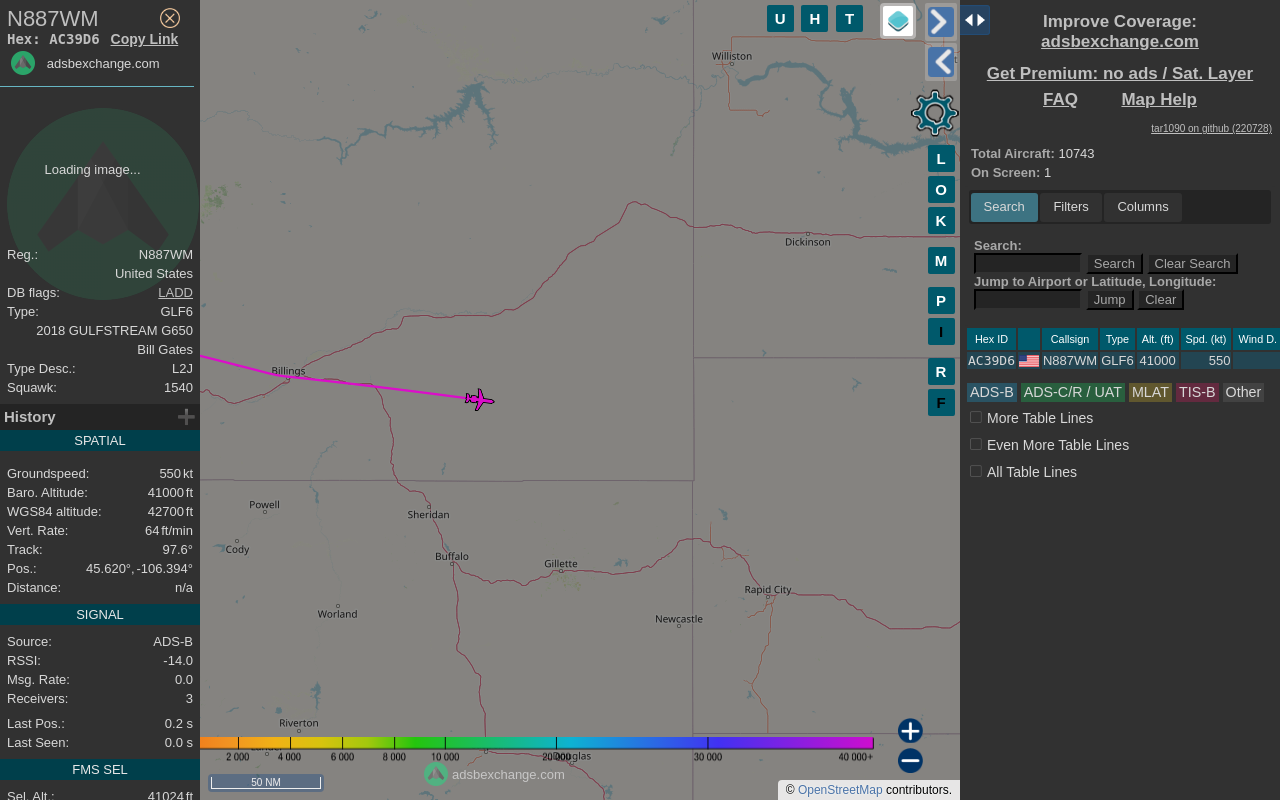 N887WM
Hex: AC39D6 Copy Link
adsbexchange.com
Loading image...
Reg.: N887WM
United States
DB flags: LADD
Type: GLF6
2018 GULFSTREAM G650
Bill Gates
Type Desc.: L2J
Squawk: 1540
History
SPATIAL
Groundspeed: 550 kt
Baro. Altitude: 41000 ft
WGS84 altitude: 42700 ft
Vert. Rate: 64 ft/min
Track: 97.6°
Pos.: 45.620°, -106.394°
Distance: n/a
SIGNAL
Source: ADS-B
RSSI: -14.0
Msg. Rate: 0.0
Receivers: 3
Last Pos.: 0.2 s
Last Seen: 0.0 s
FMS SEL
Sel. Alt.: 41024 ft
U H T
Williston
Dickinson
Billings
Powell
Cody
Sheridan
Buffalo
Gillette
Worland
Newcastle
Rapid City
Riverton
Douglas
L
O
K
M
P
I
R
F
2 000 4 000 6 000 8 000 10 000 20 000 30 000 40 000+
50 NM
adsbexchange.com
© OpenStreetMap contributors.
Improve Coverage:
adsbexchange.com
Get Premium: no ads / Sat. Layer
FAQ Map Help
tar1090 on github (220728)
Total Aircraft: 10743
On Screen: 1
Search Filters Columns
Search:
Search Clear Search
Jump to Airport or Latitude, Longitude:
Jump Clear
Hex ID Callsign Type Alt. (ft) Spd. (kt) Wind D.
AC39D6 N887WM GLF6 41000 550
ADS-B ADS-C/R / UAT MLAT TIS-B Other
More Table Lines
Even More Table Lines
All Table Lines